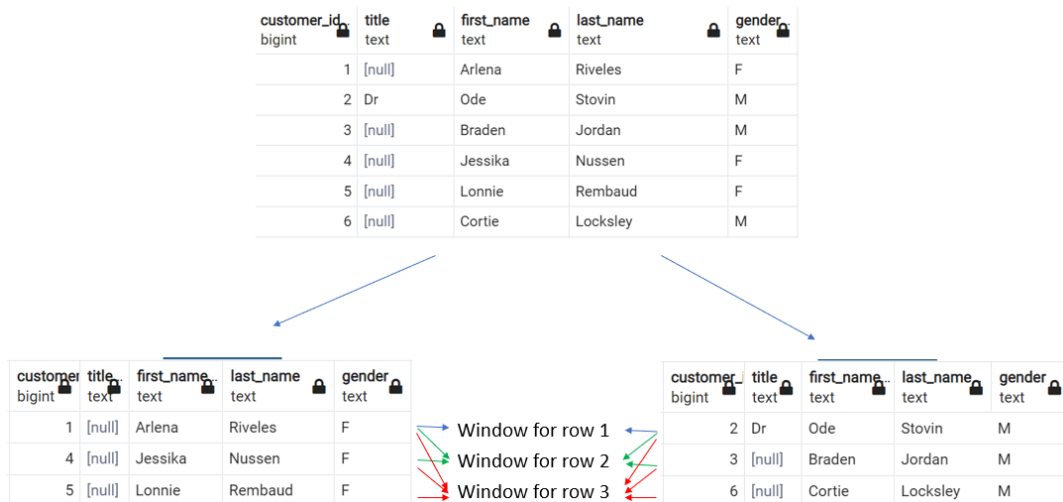 customer_id title first_name last_name gender
bigint text text text text
1 [null] Arlena Riveles F
2 Dr Ode Stovin M
3 [null] Braden Jordan M
4 [null] Jessika Nussen F
5 [null] Lonnie Rembaud F
6 [null] Cortie Locksley M
customer title first_name last_name gender
bigint text text text text
1 [null] Arlena Riveles F
4 [null] Jessika Nussen F
5 [null] Lonnie Rembaud F
Window for row 1
Window for row 2
Window for row 3
customer_i title first_name last_name gender
bigint text text text text
2 Dr Ode Stovin M
3 [null] Braden Jordan M
6 [null] Cortie Locksley M